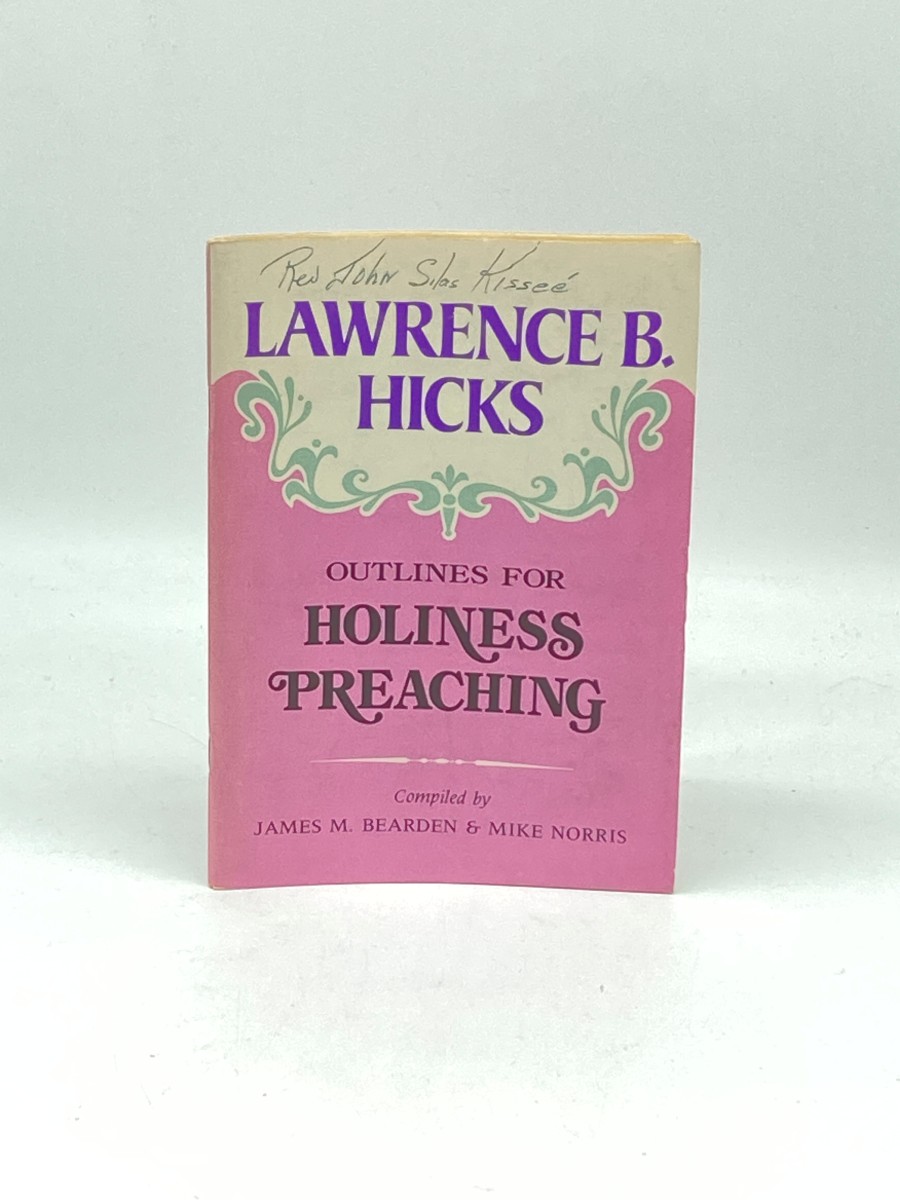 Rev John Silas Kisseé
LAWRENCE B.
HICKS
OUTLINES FOR
HOLINESS
PREACHING
Compiled by
JAMES M. BEARDEN & MIKE NORRIS